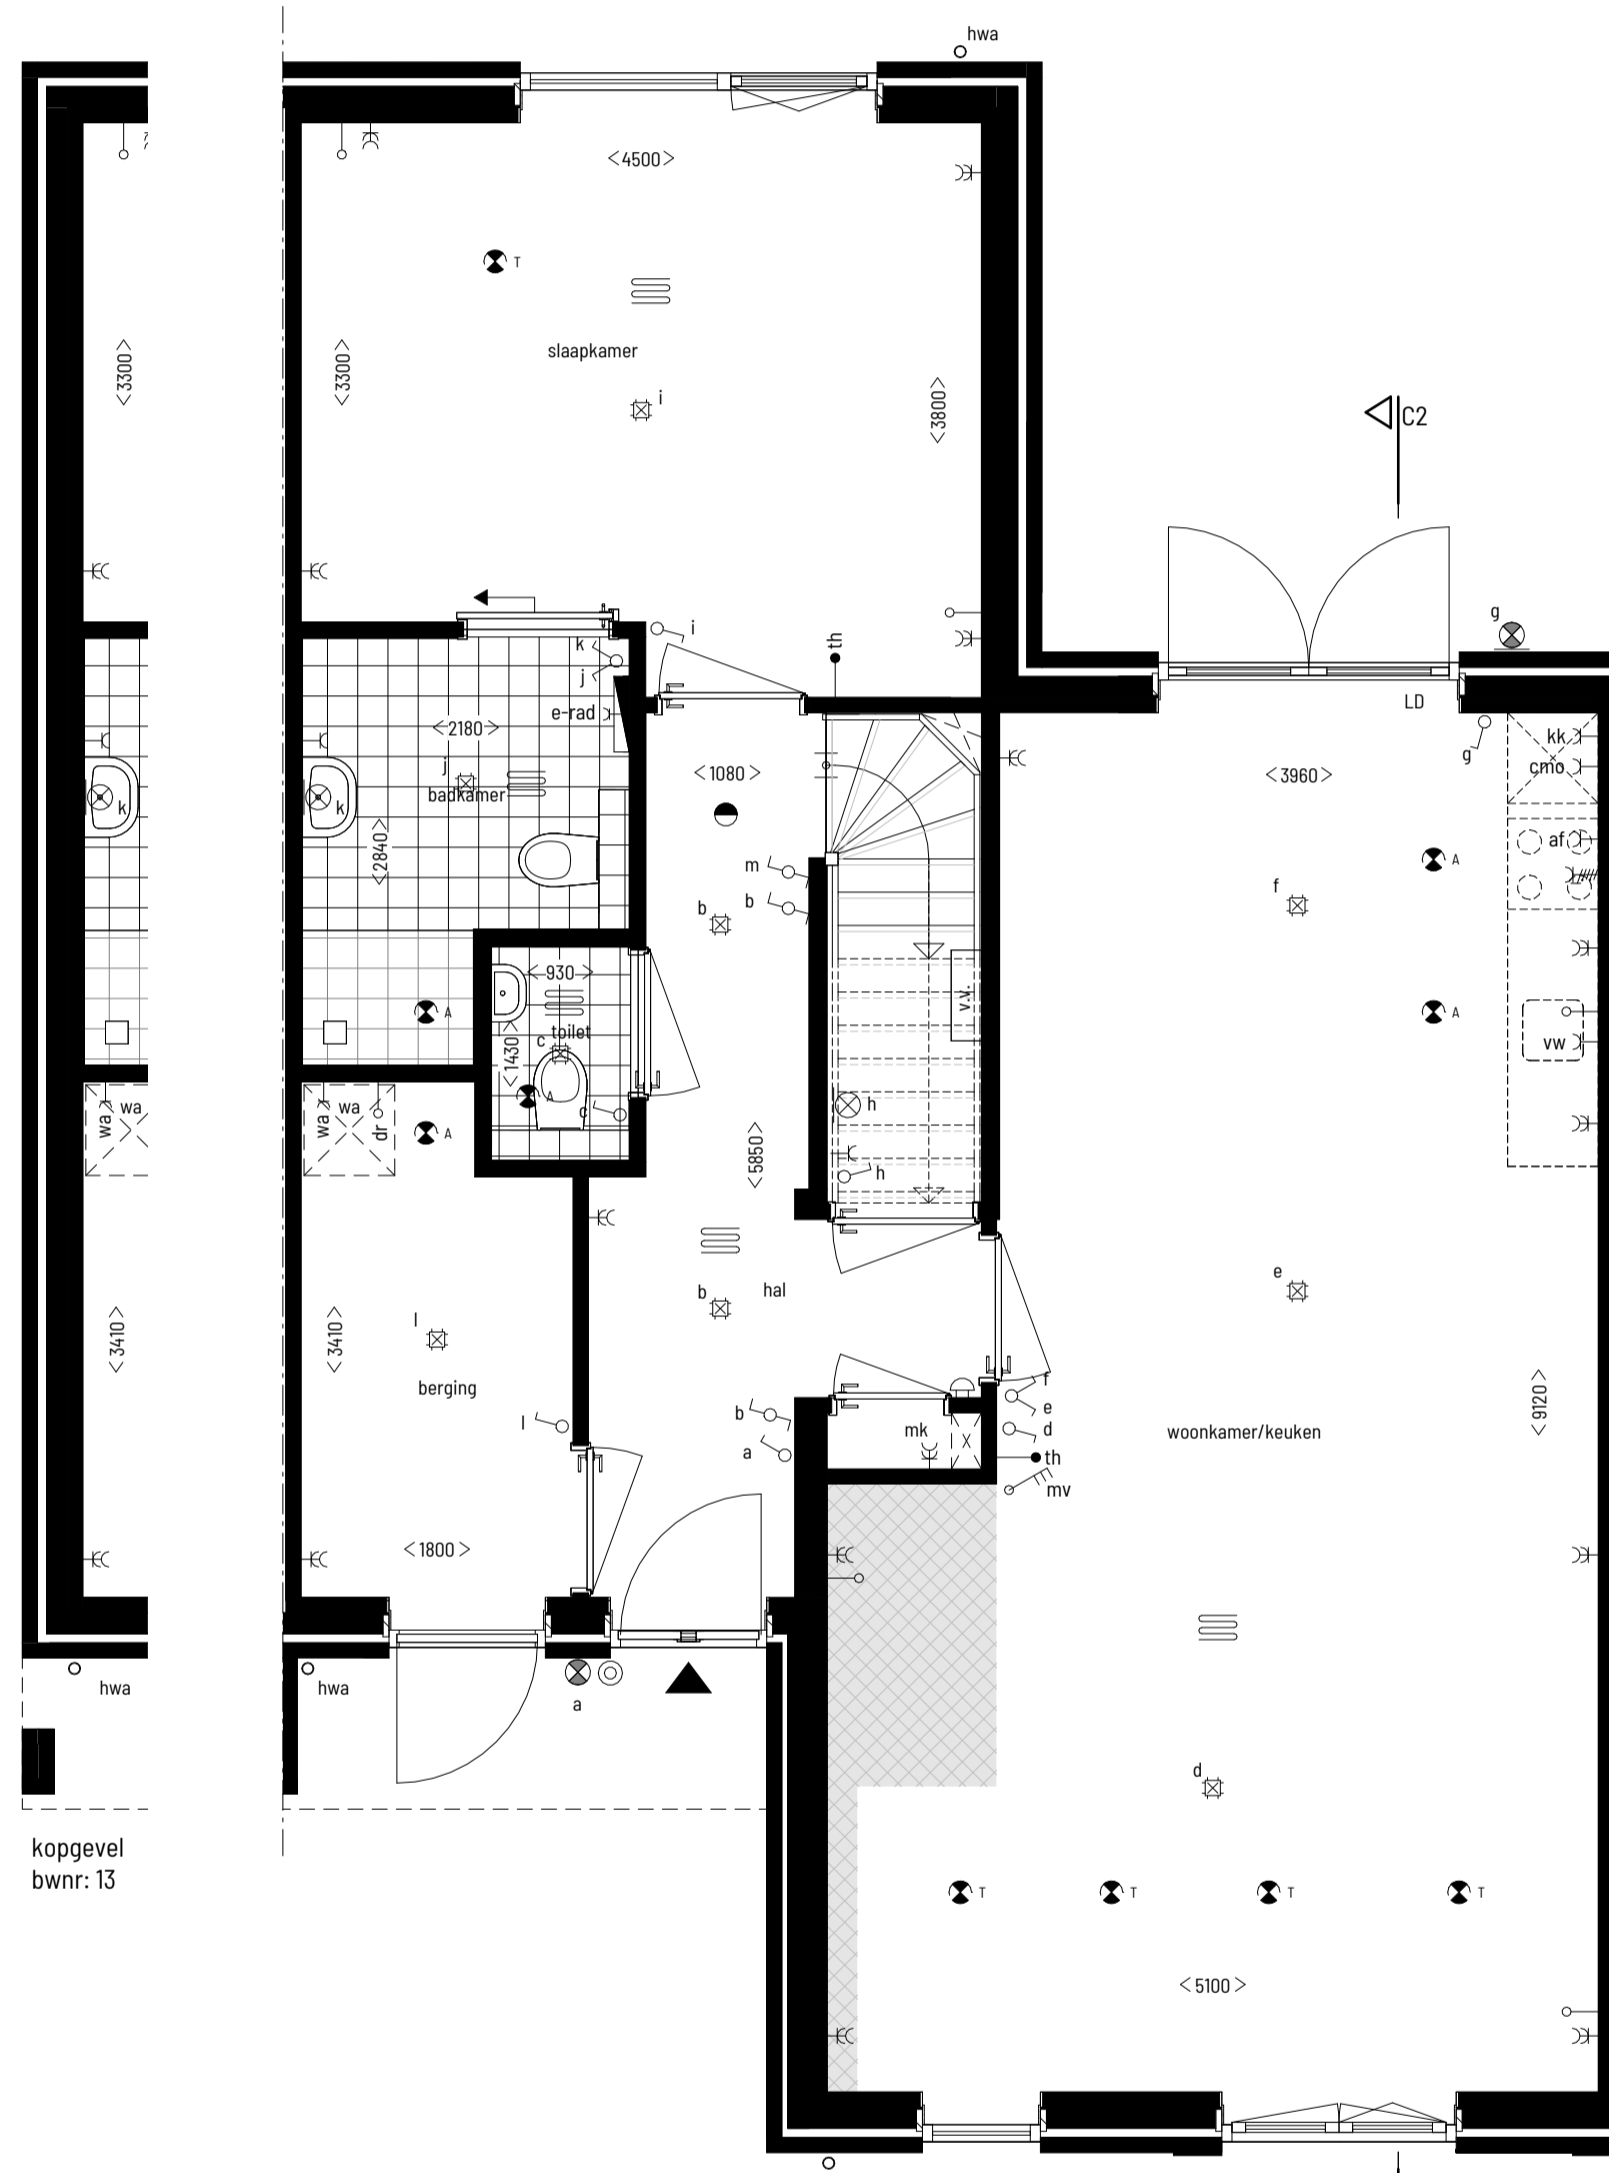 hwa
<4500>
T
slaapkamer
<3300>
<3300>
i
<3800>
C2
g
i
k
j
th
e-rad
LD
<2180>
g
kk
cmo
j
<1080>
<3960>
badkamer
k
k
<2840>
af
A
m
f
b
b
<930>
A
A
v.v.
toilet
c
<1430>
vw
A
c
h
wa
wa
wa
wa
dr
A
<5850>
h
e
b
hal
l
<3410>
<3410>
berging
f
e
b
l
d
mk
woonkamer/keuken
<9120>
a
th
mv
<1800>
hwa
hwa
a
d
kopgevel
bwnr: 13
T
T
T
T
<5100>